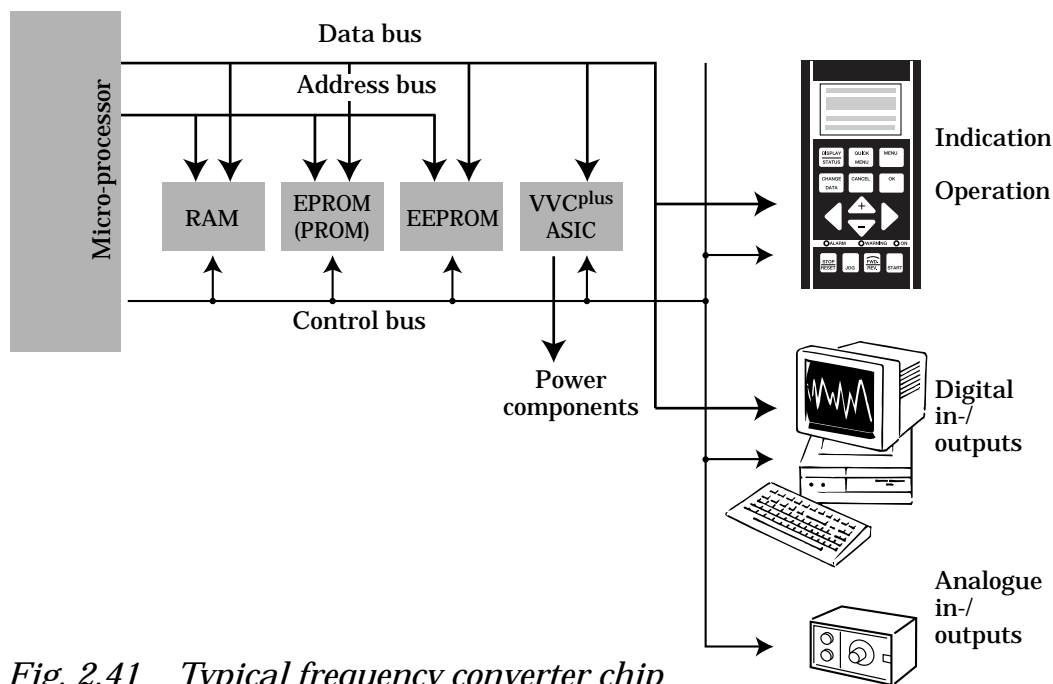 Data bus
Address bus
Micro-processor
RAM
EPROM
(PROM)
EEPROM
VVCplus
ASIC
Control bus
Power
components
DISPLAY
STATUS
QUICK
MENU
MENU
CHANGE
DATA
CANCEL
OK
+
−
ALARM
WARNING
ON
STOP
RESET
JOG
FWD.
REV.
START
Indication
Operation
Digital
in-/
outputs
Analogue
in-/
outputs
Fig. 2.41 Typical frequency converter chip